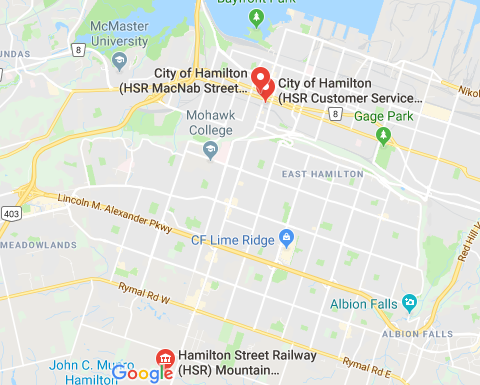 Bayfront Park
McMaster
University
8
UNDAS
City of Hamilton
(HSR MacNab Street...
City of Hamilton
(HSR Customer Service...
Nikol
8
Gage Park
Mohawk
College
EAST HAMILTON
403
Lincoln M. Alexander Pkwy
MEADOWLANDS
CF Lime Ridge
Red Hill V
Rymal Rd W
Albion Falls
ALBION FALLS
Rymal Rd E
Hamilton Street Railway
(HSR) Mountain...
John C. Munro
Hamilton
Google